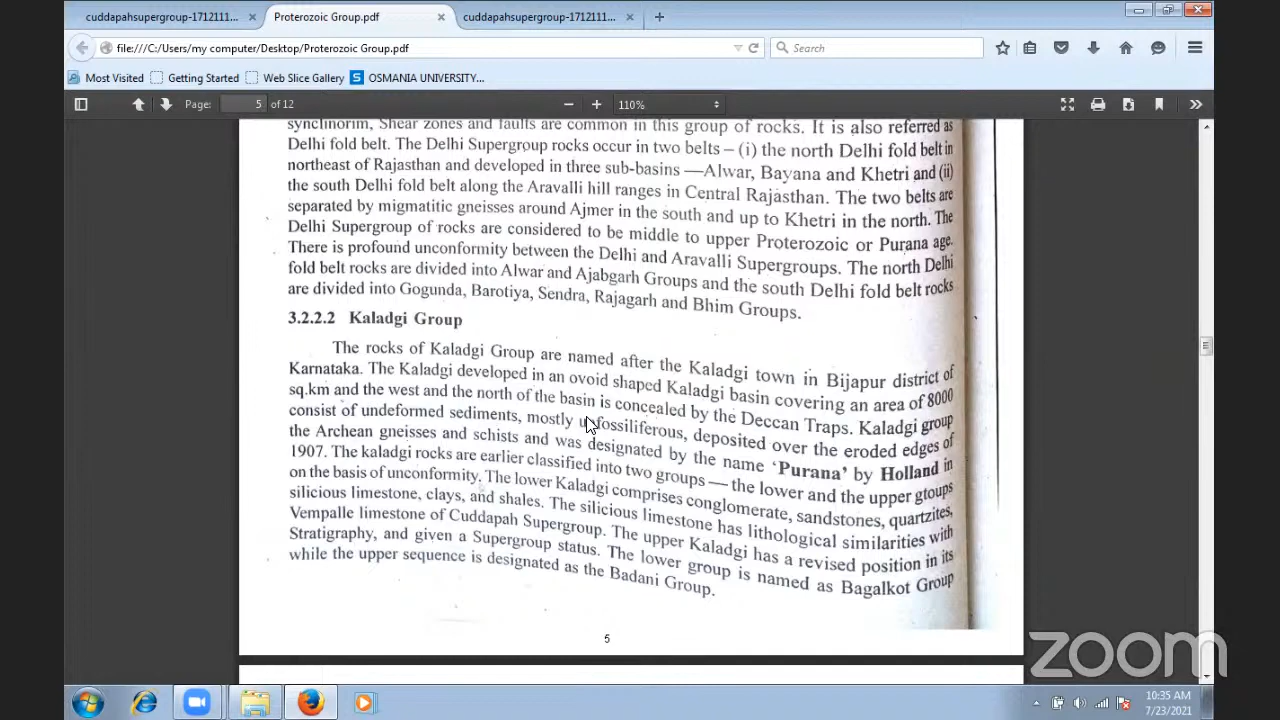 cuddapahsupergroup-1712111...
Proterozoic Group.pdf
cuddapahsupergroup-1712111...
file:///C:/Users/my computer/Desktop/Proterozoic Group.pdf
Search
Most Visited
Getting Started
Web Slice Gallery
OSMANIA UNIVERSITY...
Page: 5 of 12
110%
synclinorim, Shear zones and faults are common in this group of rocks. It is also referred as
Delhi fold belt. The Delhi Supergroup rocks occur in two belts – (i) the north Delhi fold belt in
northeast of Rajasthan and developed in three sub-basins —Alwar, Bayana and Khetri and (ii)
the south Delhi fold belt along the Aravalli hill ranges in Central Rajasthan. The two belts are
separated by migmatitic gneisses around Ajmer in the south and up to Khetri in the north. The
Delhi Supergroup of rocks are considered to be middle to upper Proterozoic or Purana age.
There is profound unconformity between the Delhi and Aravalli Supergroups. The north Delhi
fold belt rocks are divided into Alwar and Ajabgarh Groups and the south Delhi fold belt rocks
are divided into Gogunda, Barotiya, Sendra, Rajagarh and Bhim Groups.
3.2.2.2 Kaladgi Group
The rocks of Kaladgi Group are named after the Kaladgi town in Bijapur district of
Karnataka. The Kaladgi developed in an ovoid shaped Kaladgi basin covering an area of 8000
sq.km and the west and the north of the basin is concealed by the Deccan Traps. Kaladgi group
consist of undeformed sediments, mostly unfossiliferous, deposited over the eroded edges of
the Archean gneisses and schists and was designated by the name ‘Purana’ by Holland in
1907. The kaladgi rocks are earlier classified into two groups — the lower and the upper gtoups
on the basis of unconformity. The lower Kaladgi comprises conglomerate, sandstones, quartzites,
silicious limestone, clays, and shales. The silicious limestone has lithological similarities with
Vempalle limestone of Cuddapah Supergroup. The upper Kaladgi has a revised position in its
Stratigraphy, and given a Supergroup status. The lower group is named as Bagalkot Group
while the upper sequence is designated as the Badani Group.
5
zoom
10:35 AM
7/23/2021